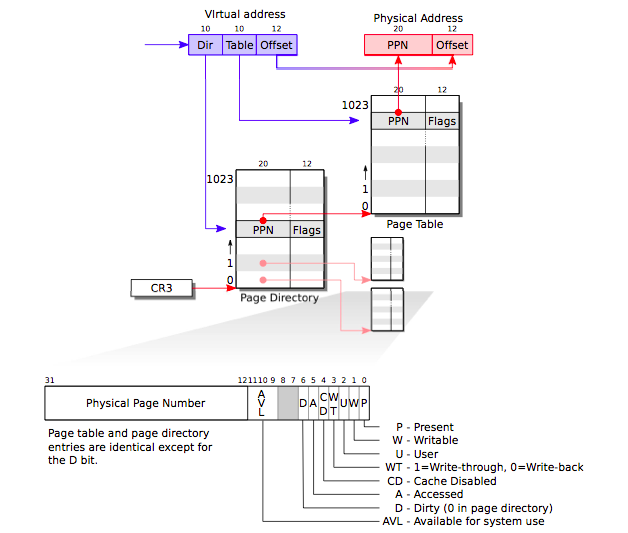 VIrtual address
Physical Address
10 10 12
20 12
Dir Table Offset
PPN Offset
20 12
1023
PPN Flags
1
0
Page Table
20 12
1023
PPN Flags
1
0
CR3
Page Directory
31 12 11 10 9 8 7 6 5 4 3 2 1 0
Physical Page Number
A
V
L
D
A
C
D
W
T
U
W
P
Page table and page directory
entries are identical except for
the D bit.
P - Present
W - Writable
U - User
WT - 1=Write-through, 0=Write-back
CD - Cache Disabled
A - Accessed
D - Dirty (0 in page directory)
AVL - Available for system use